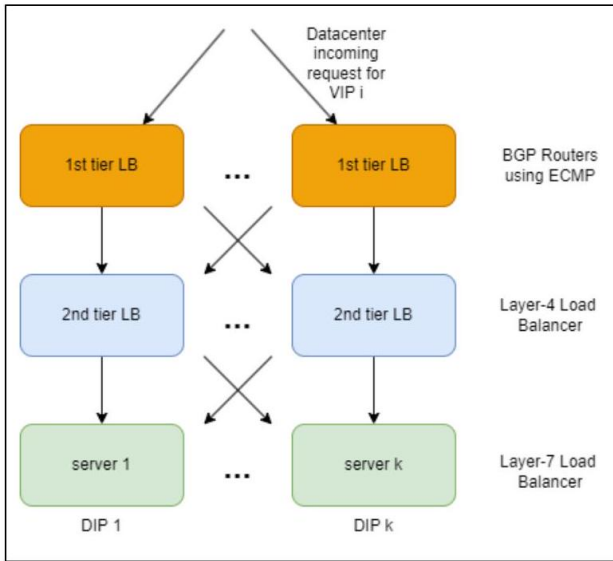 Datacenter
incoming
request for
VIP i
1st tier LB
...
1st tier LB
BGP Routers
using ECMP
2nd tier LB
...
2nd tier LB
Layer-4 Load
Balancer
server 1
...
server k
Layer-7 Load
Balancer
DIP 1
DIP k